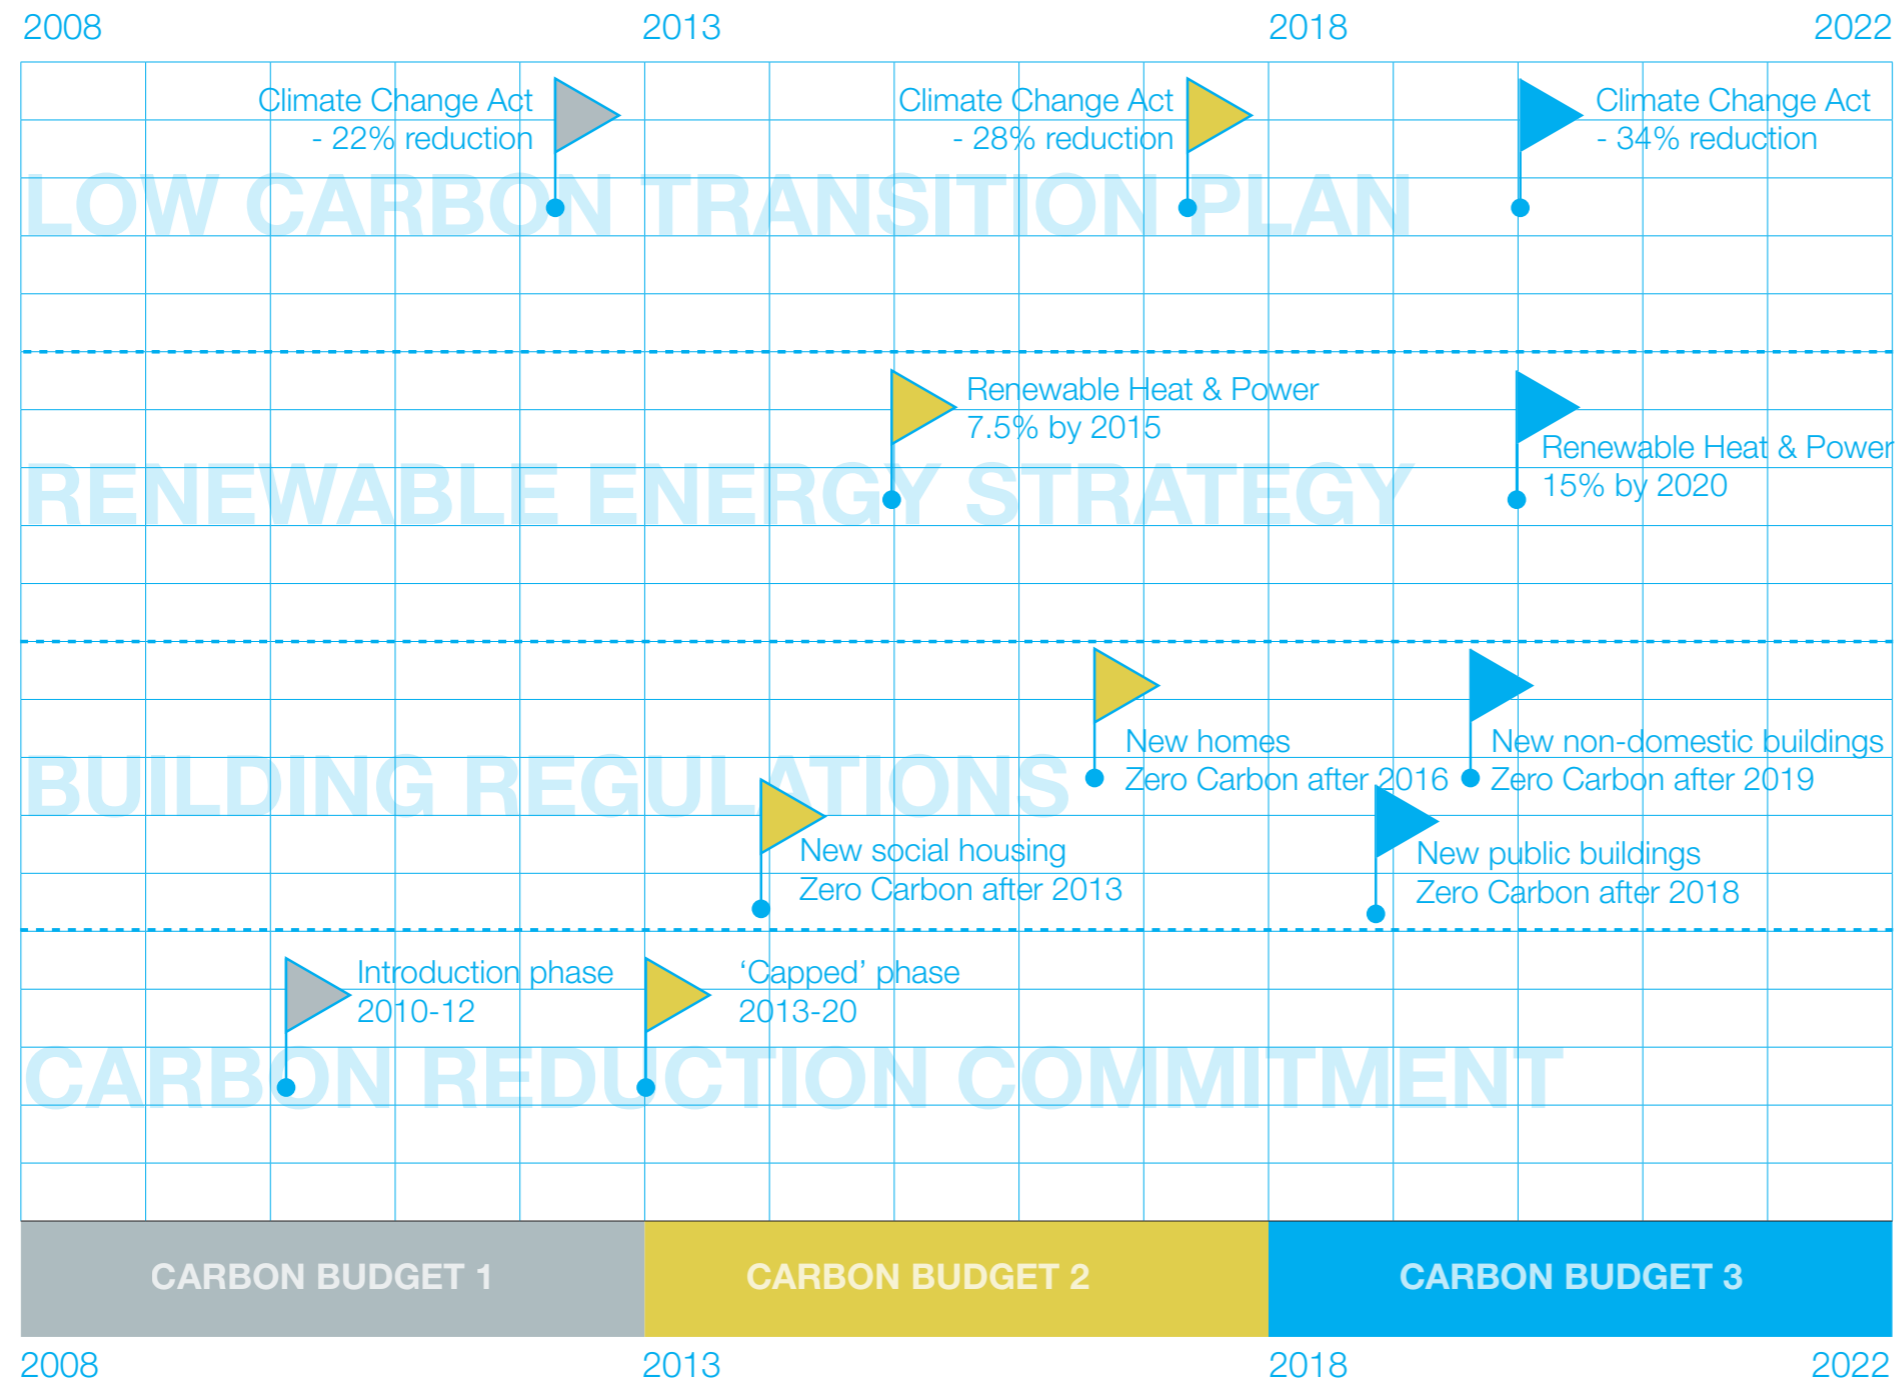 2008 2013 2018 2022
Climate Change Act
- 22% reduction
Climate Change Act
- 28% reduction
Climate Change Act
- 34% reduction
LOW CARBON TRANSITION PLAN
Renewable Heat & Power
7.5% by 2015
Renewable Heat & Power
15% by 2020
RENEWABLE ENERGY STRATEGY
New homes
Zero Carbon after 2016
New non-domestic buildings
Zero Carbon after 2019
BUILDING REGULATIONS
New social housing
Zero Carbon after 2013
New public buildings
Zero Carbon after 2018
Introduction phase
2010-12
‘Capped’ phase
2013-20
CARBON REDUCTION COMMITMENT
CARBON BUDGET 1 CARBON BUDGET 2 CARBON BUDGET 3
2008 2013 2018 2022